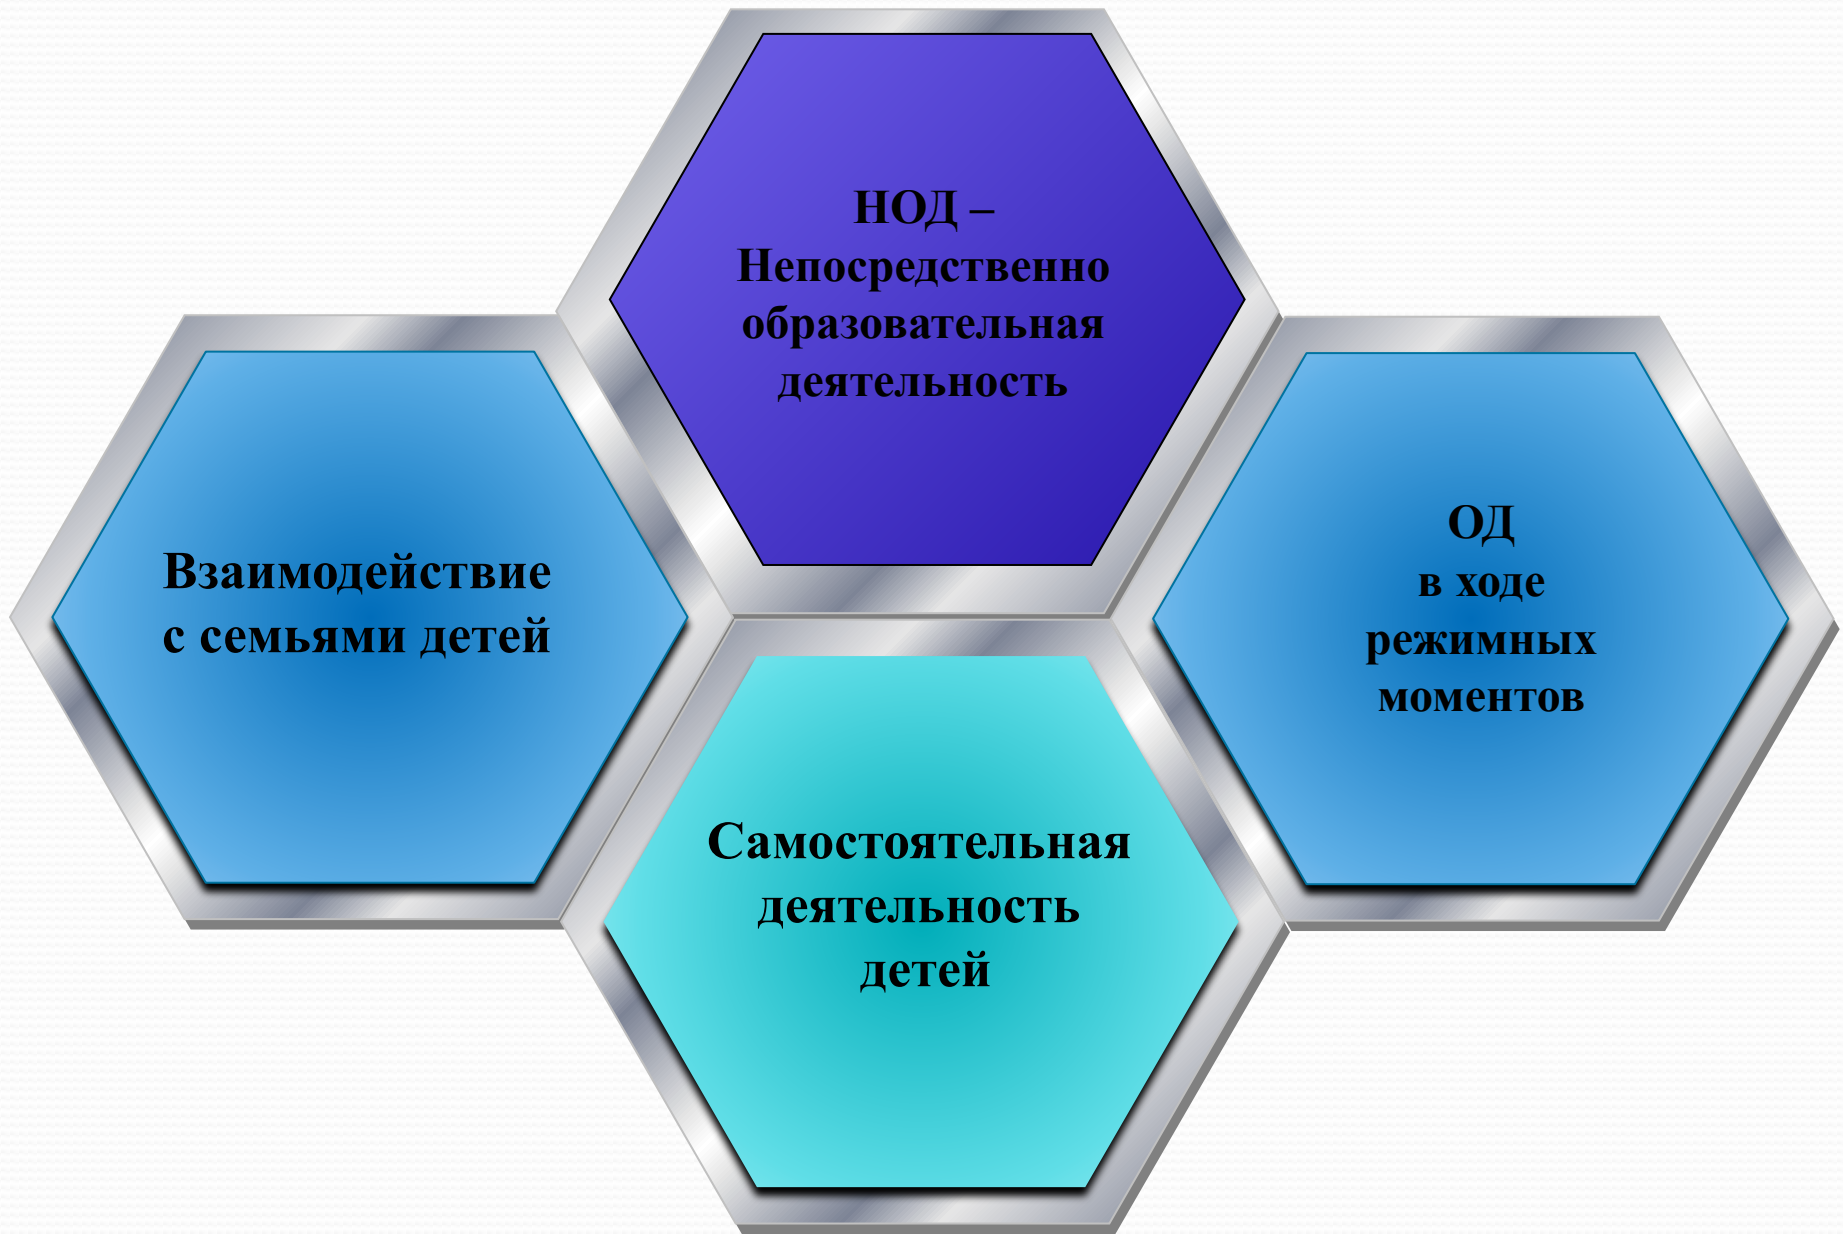 НОД –
Непосредственно
образовательная
деятельность
Взаимодействие
с семьями детей
ОД
в ходе
режимных
моментов
Самостоятельная
деятельность
детей